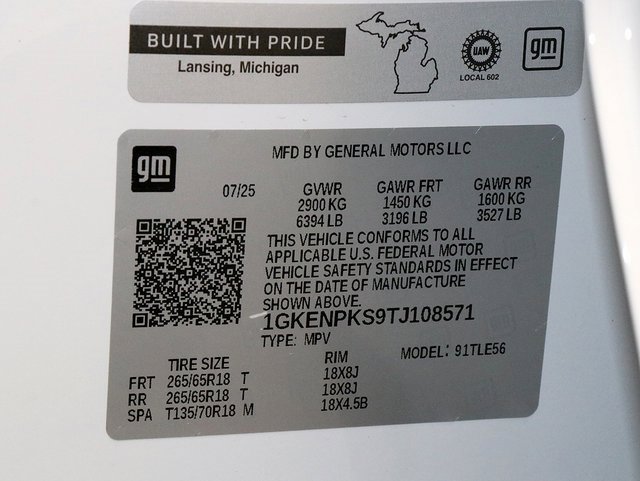 BUILT WITH PRIDE
Lansing, Michigan
UAW
LOCAL 602
gm
gm
MFD BY GENERAL MOTORS LLC
07/25 GVWR GAWR FRT GAWR RR
2900 KG 1450 KG 1600 KG
6394 LB 3196 LB 3527 LB
THIS VEHICLE CONFORMS TO ALL
APPLICABLE U.S. FEDERAL MOTOR
VEHICLE SAFETY STANDARDS IN EFFECT
ON THE DATE OF MANUFACTURE
SHOWN ABOVE.
1GKENPKS9TJ108571
TYPE: MPV MODEL: 91TLE56
TIRE SIZE RIM
FRT 265/65R18 T 18X8J
RR 265/65R18 T 18X8J
SPA T135/70R18 M 18X4.5B